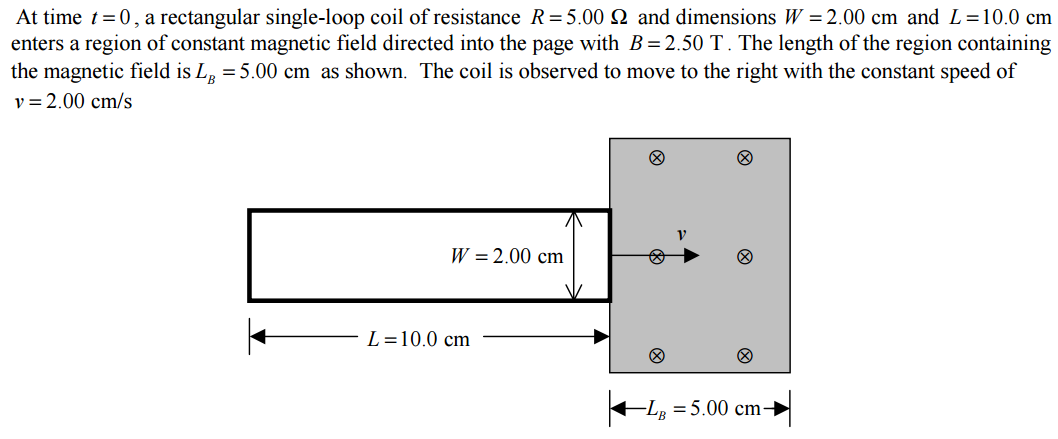 At time t = 0, a rectangular single-loop coil of resistance R = 5.00 Ω and dimensions W = 2.00 cm and L = 10.0 cm
enters a region of constant magnetic field directed into the page with B = 2.50 T. The length of the region containing
the magnetic field is L_B = 5.00 cm as shown. The coil is observed to move to the right with the constant speed of
v = 2.00 cm/s
v
W = 2.00 cm
L = 10.0 cm
L_B = 5.00 cm